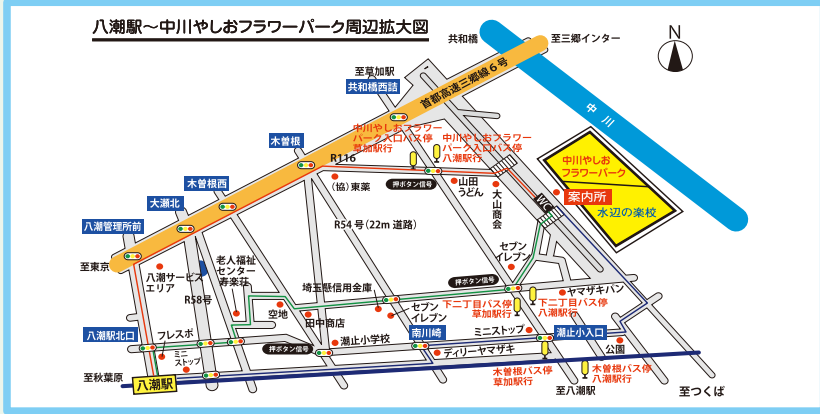 八潮駅～中川やしおフラワーパーク周辺拡大図
共和橋
至三郷インター
N
至草加駅
共和橋西詰
首都高速三郷線6号
中川
中川やしおフラワー
パーク入口バス停
草加駅行
中川やしおフラワー
パーク入口バス停
八潮駅行
木曽根
R116
(協)東薬
押ボタン信号
山田
うどん
大山商会
中川やしお
フラワーパーク
案内所
水辺の楽校
WC
木曽根西
大瀬北
八潮管理所前
至東京
八潮サービス
エリア
R58号
老人福祉
センター
寿楽荘
R54号(22m道路)
セブン
イレブン
押ボタン信号
埼玉懸信用金庫
ヤマザキパン
下二丁目バス停
草加駅行
下二丁目バス停
八潮駅行
空地
田中商店
セブン
イレブン
八潮駅北口
フレスポ
ミニ
ストップ
押ボタン信号
潮止小学校
南川崎
ミニストップ
潮止小入口
デイリーヤマザキ
公園
至秋葉原
八潮駅
木曽根バス停
草加駅行
木曽根バス停
八潮駅行
至八潮駅
至つくば